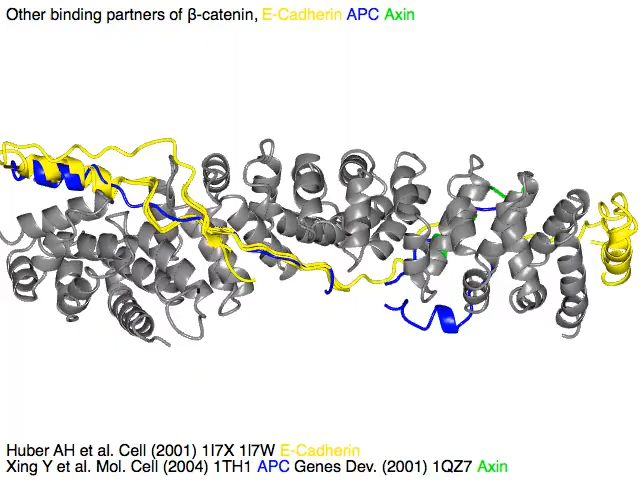 Other binding partners of β-catenin, E-Cadherin APC Axin
Huber AH et al. Cell (2001) 1I7X 1I7W E-Cadherin
Xing Y et al. Mol. Cell (2004) 1TH1 APC Genes Dev. (2001) 1QZ7 Axin